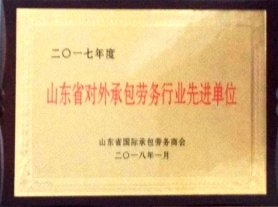 二〇一七年度
山东省对外承包劳务行业先进单位
山东省国际承包劳务商会
二〇一八年一月